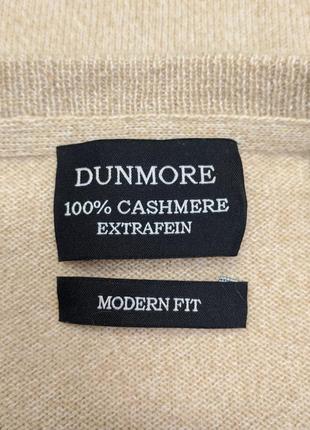 DUNMORE
100% CASHMERE
EXTRAFEIN
MODERN FIT